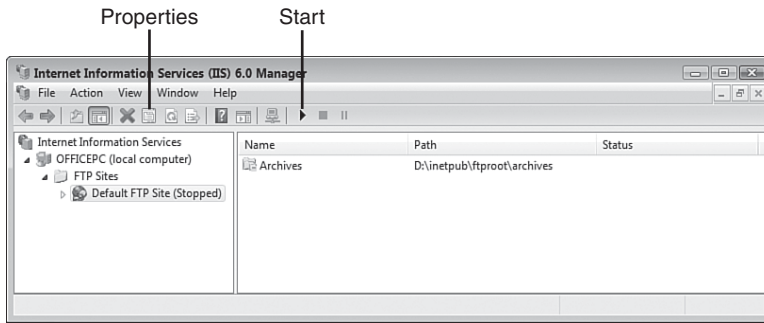 Properties Start
Internet Information Services (IIS) 6.0 Manager
File Action View Window Help
Internet Information Services
OFFICEPC (local computer)
FTP Sites
Default FTP Site (Stopped)
Name Path Status
Archives D:\inetpub\ftproot\archives